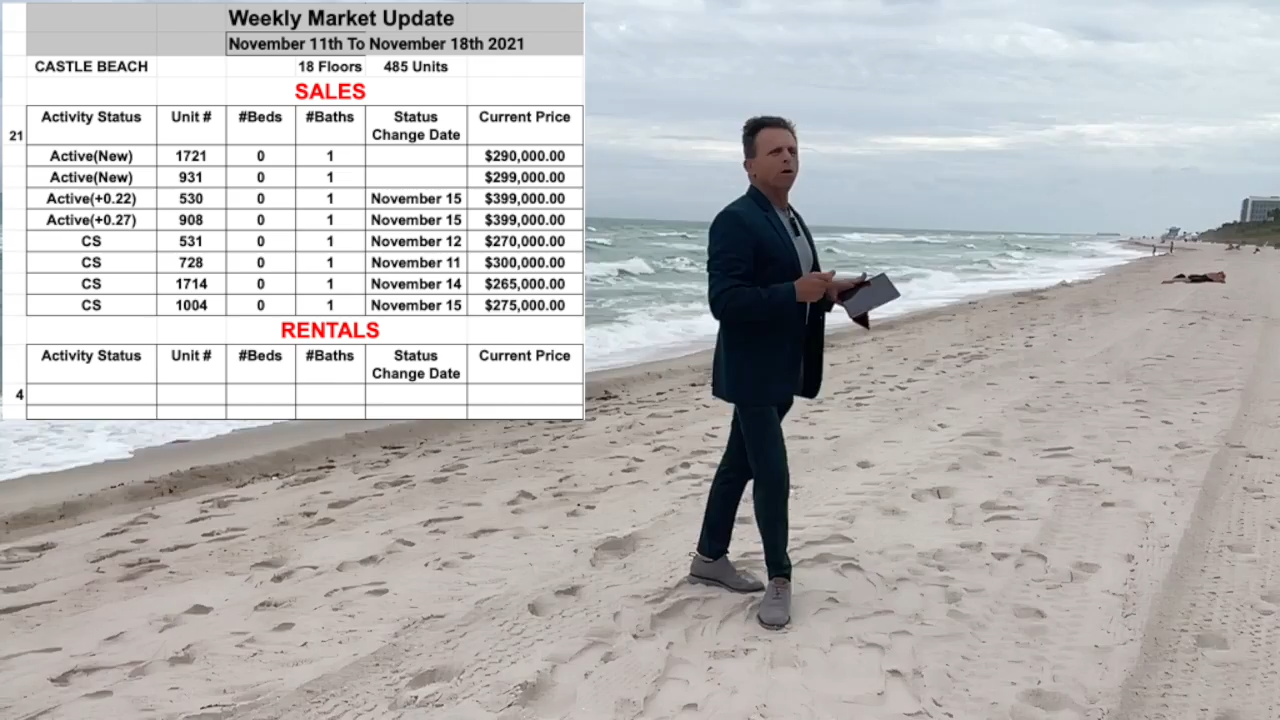 Weekly Market Update
November 11th To November 18th 2021
CASTLE BEACH 18 Floors 485 Units
SALES
21
Activity Status Unit # #Beds #Baths Status Change Date Current Price
Active(New) 1721 0 1 $290,000.00
Active(New) 931 0 1 $299,000.00
Active(+0.22) 530 0 1 November 15 $399,000.00
Active(+0.27) 908 0 1 November 15 $399,000.00
CS 531 0 1 November 12 $270,000.00
CS 728 0 1 November 11 $300,000.00
CS 1714 0 1 November 14 $265,000.00
CS 1004 0 1 November 15 $275,000.00
RENTALS
Activity Status Unit # #Beds #Baths Status Change Date Current Price
4